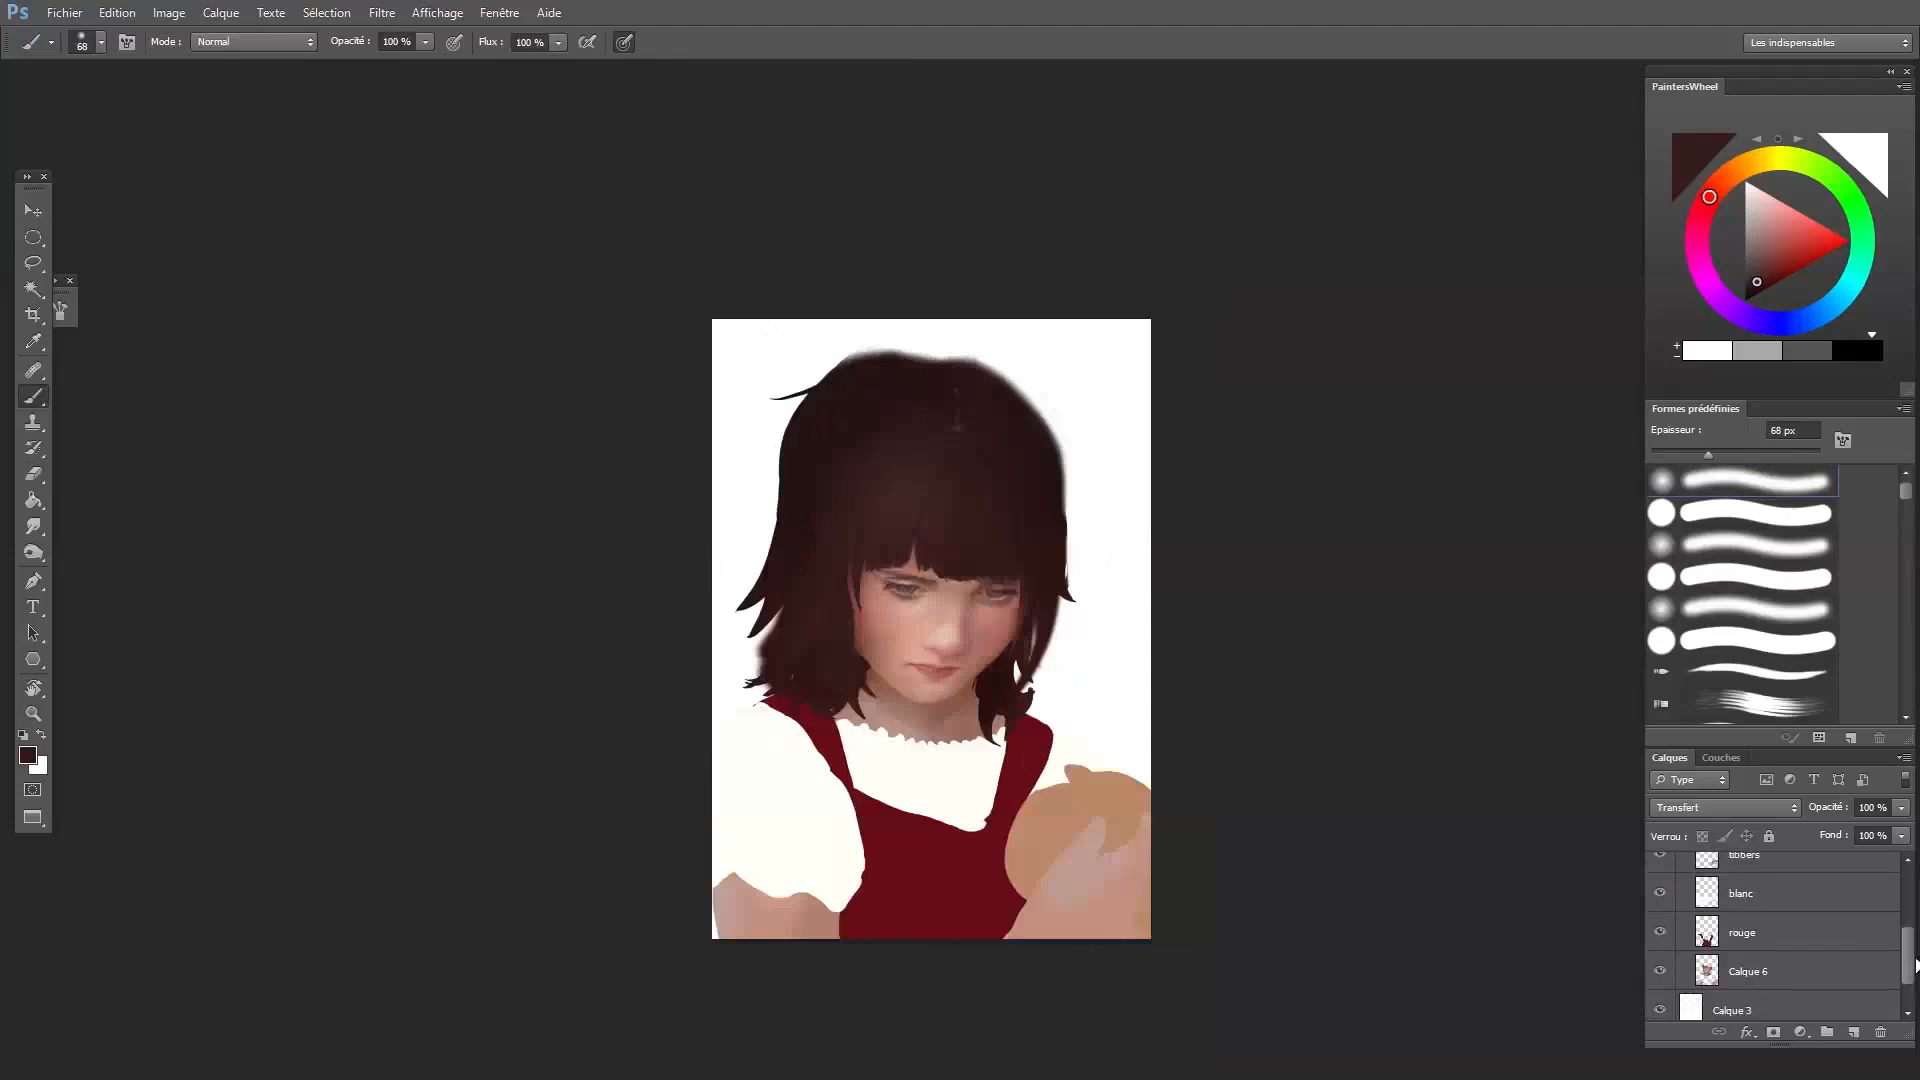 Ps Fichier Edition Image Calque Texte Sélection Filtre Affichage Fenêtre Aide
68 Mode : Normal Opacité : 100 % Flux : 100 % Les indispensables
PaintersWheel
Formes prédéfinies
Epaisseur : 68 px
Calques Couches
Type
Transfert Opacité : 100 %
Verrou : Fond : 100 %
tibbers
blanc
rouge
Calque 6
Calque 3
fx
T